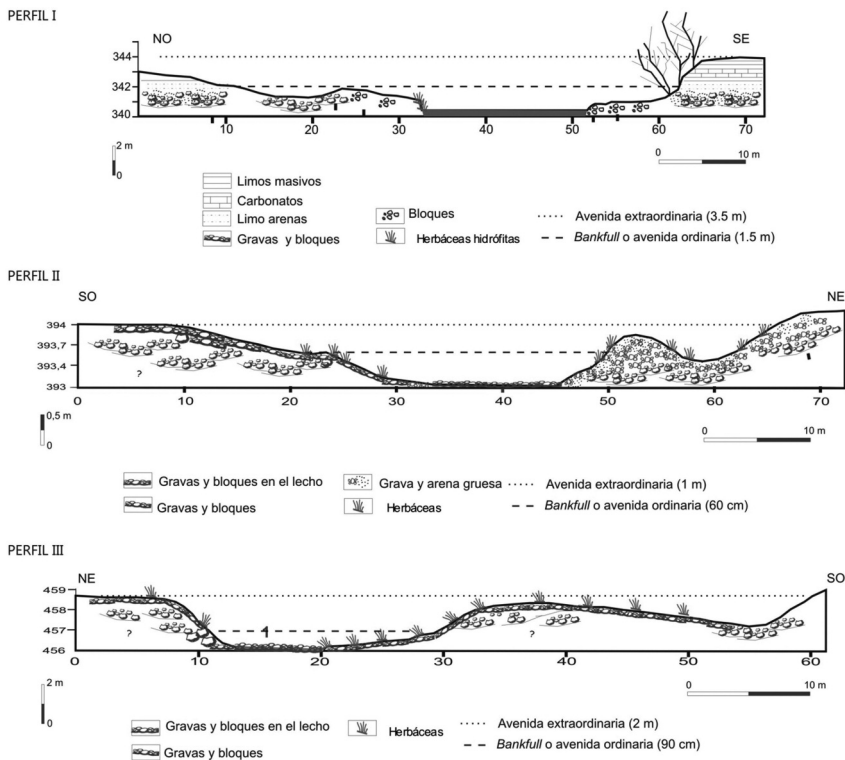 PERFIL I
NO SE
344
342
340
10 20 30 40 50 60 70
2 m
0
0 10 m
Limos masivos
Carbonatos
Limo arenas
Gravas y bloques
Bloques
Herbáceas hidrófitas
Avenida extraordinaria (3.5 m)
Bankfull o avenida ordinaria (1.5 m)
PERFIL II
SO NE
394
393,7
393,4
393
?
0 10 20 30 40 50 60 70
0,5 m
0
0 10 m
Gravas y bloques en el lecho
Gravas y bloques
Grava y arena gruesa
Herbáceas
Avenida extraordinaria (1 m)
Bankfull o avenida ordinaria (60 cm)
PERFIL III
NE SO
459
458
457
456
? ?
0 10 20 30 40 50 60
2 m
0
0 10 m
Gravas y bloques en el lecho
Gravas y bloques
Herbáceas
Avenida extraordinaria (2 m)
Bankfull o avenida ordinaria (90 cm)